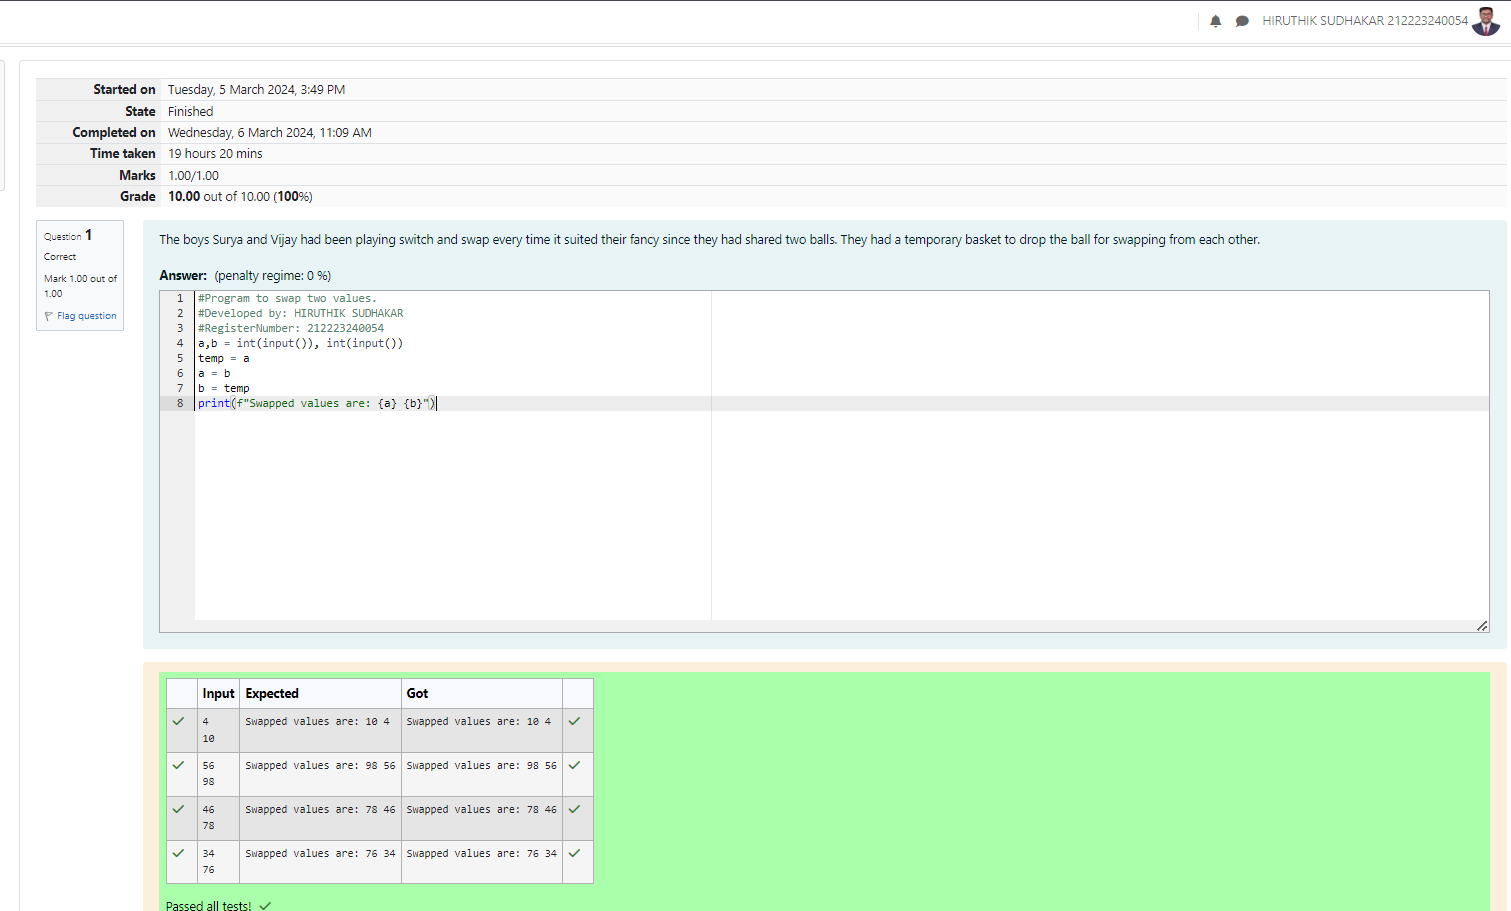 HIRUTHIK SUDHAKAR 212223240054
Started on Tuesday, 5 March 2024, 3:49 PM
State Finished
Completed on Wednesday, 6 March 2024, 11:09 AM
Time taken 19 hours 20 mins
Marks 1.00/1.00
Grade 10.00 out of 10.00 (100%)
Question 1
Correct
Mark 1.00 out of
1.00
Flag question
The boys Surya and Vijay had been playing switch and swap every time it suited their fancy since they had shared two balls. They had a temporary basket to drop the ball for swapping from each other.
Answer: (penalty regime: 0 %)
1 #Program to swap two values.
2 #Developed by: HIRUTHIK SUDHAKAR
3 #RegisterNumber: 212223240054
4 a,b = int(input()), int(input())
5 temp = a
6 a = b
7 b = temp
8 print(f"Swapped values are: {a} {b}")
Input Expected Got
4 Swapped values are: 10 4 Swapped values are: 10 4
10
56 Swapped values are: 98 56 Swapped values are: 98 56
98
46 Swapped values are: 78 46 Swapped values are: 78 46
78
34 Swapped values are: 76 34 Swapped values are: 76 34
76
Passed all tests!